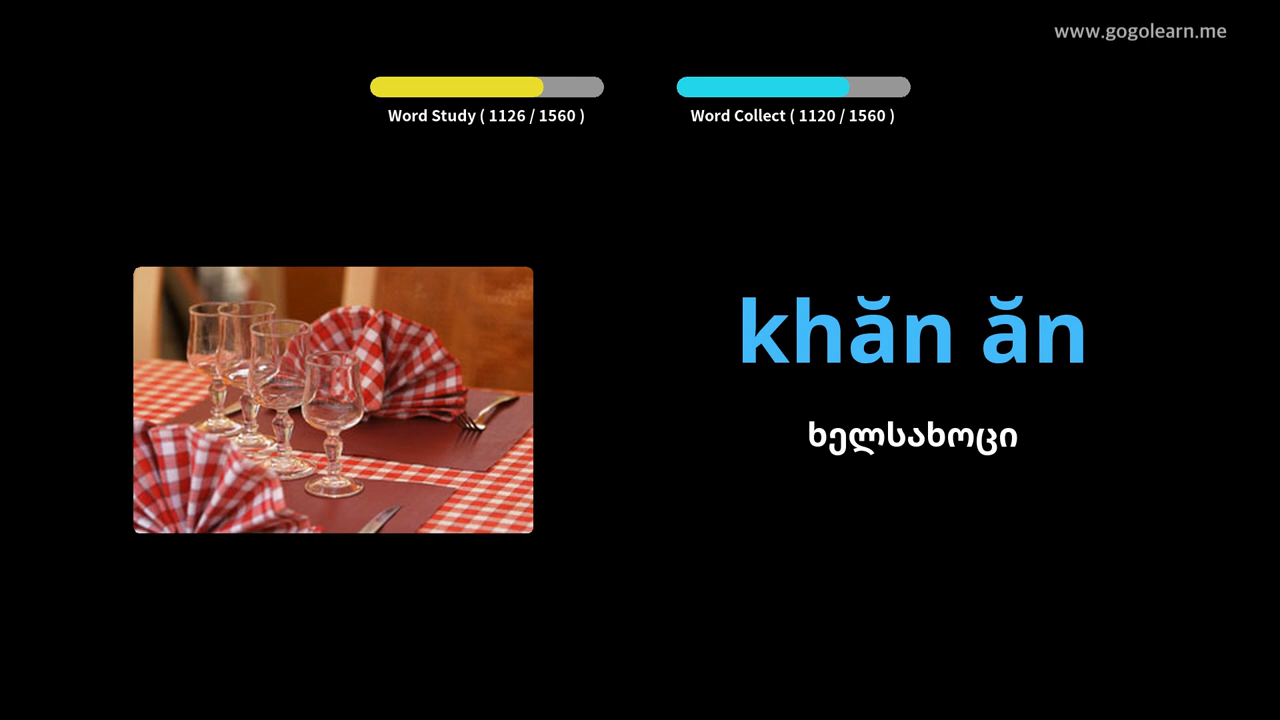 www.gogolearn.me
Word Study ( 1126 / 1560 )
Word Collect ( 1120 / 1560 )
khăn ăn
ხელსახოცი